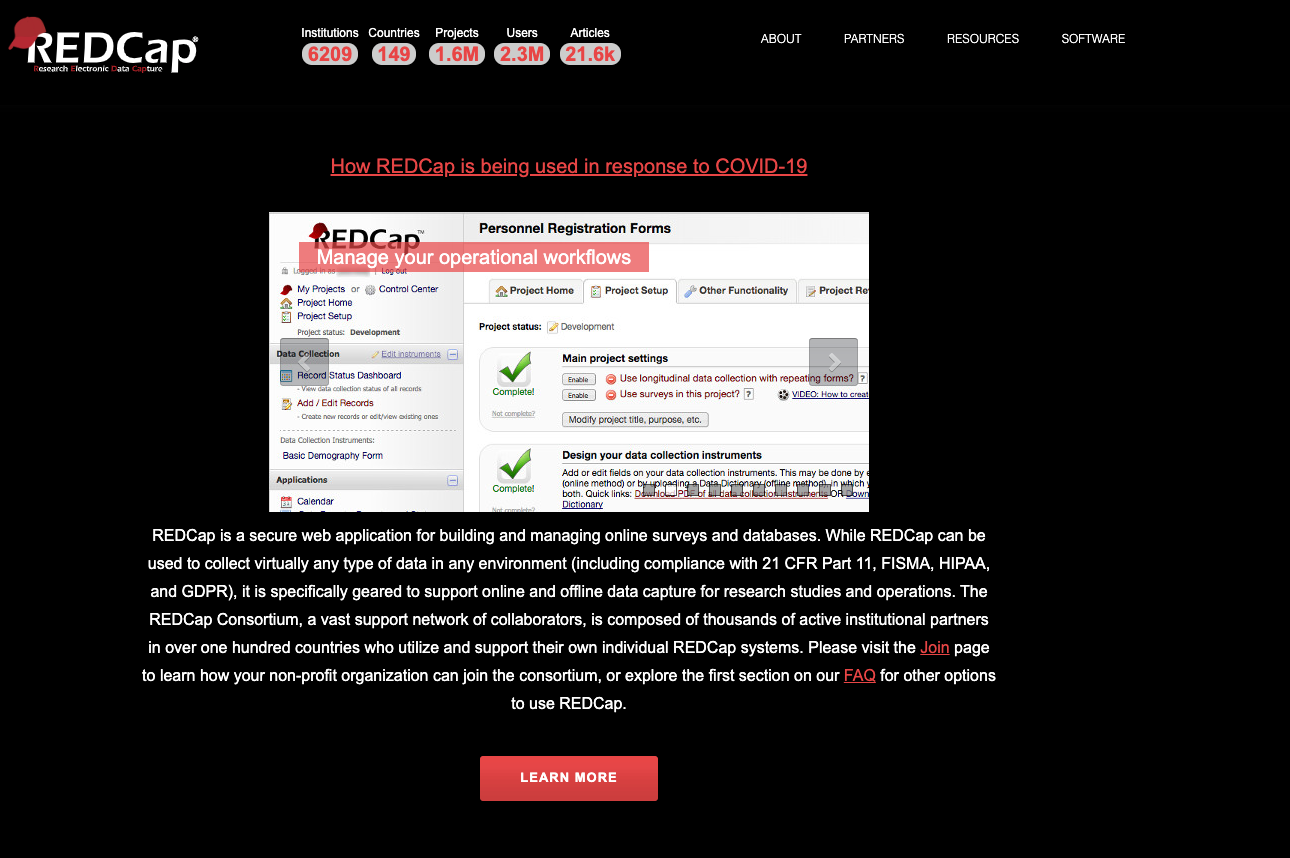 REDCap®
Research Electronic Data Capture
Institutions Countries Projects Users Articles
6209 149 1.6M 2.3M 21.6k
ABOUT PARTNERS RESOURCES SOFTWARE
How REDCap is being used in response to COVID-19
REDCap™
Manage your operational workflows
Logged in as | Log out
My Projects or Control Center
Project Home
Project Setup
Project status: Development
Data Collection Edit instruments
Record Status Dashboard
- View data collection status of all records
Add / Edit Records
- Create new records or edit/view existing ones
Data Collection Instruments:
Basic Demography Form
Applications
Calendar
Personnel Registration Forms
Project Home Project Setup Other Functionality Project Re
Project status: Development
Complete!
Not complete?
Main project settings
Enable Use longitudinal data collection with repeating forms? ?
Enable Use surveys in this project? ? VIDEO: How to creat
Modify project title, purpose, etc.
Complete!
Not complete?
Design your data collection instruments
Add or edit fields on your data collection instruments. This may be done by e
(online method) or by uploading a Data Dictionary (offline method), in which y
both. Quick links: Download PDF of all data collection instruments OR Down
Dictionary
REDCap is a secure web application for building and managing online surveys and databases. While REDCap can be
used to collect virtually any type of data in any environment (including compliance with 21 CFR Part 11, FISMA, HIPAA,
and GDPR), it is specifically geared to support online and offline data capture for research studies and operations. The
REDCap Consortium, a vast support network of collaborators, is composed of thousands of active institutional partners
in over one hundred countries who utilize and support their own individual REDCap systems. Please visit the Join page
to learn how your non-profit organization can join the consortium, or explore the first section on our FAQ for other options
to use REDCap.
LEARN MORE